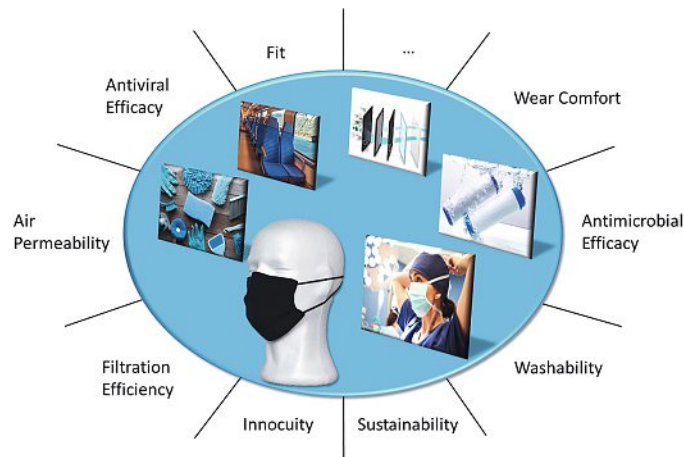 Fit
...
Wear Comfort
Antimicrobial
Efficacy
Washability
Sustainability
Innocuity
Filtration
Efficiency
Air
Permeability
Antiviral
Efficacy